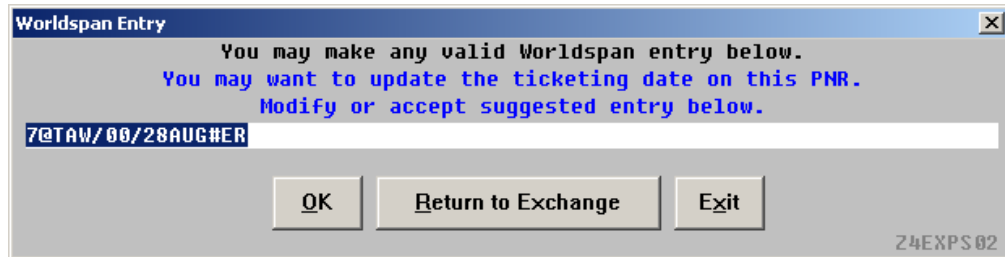 Worldspan Entry
You may make any valid Worldspan entry below.
You may want to update the ticketing date on this PNR.
Modify or accept suggested entry below.
7@TAW/00/28AUG#ER
OK Return to Exchange Exit
Z4EXPS02